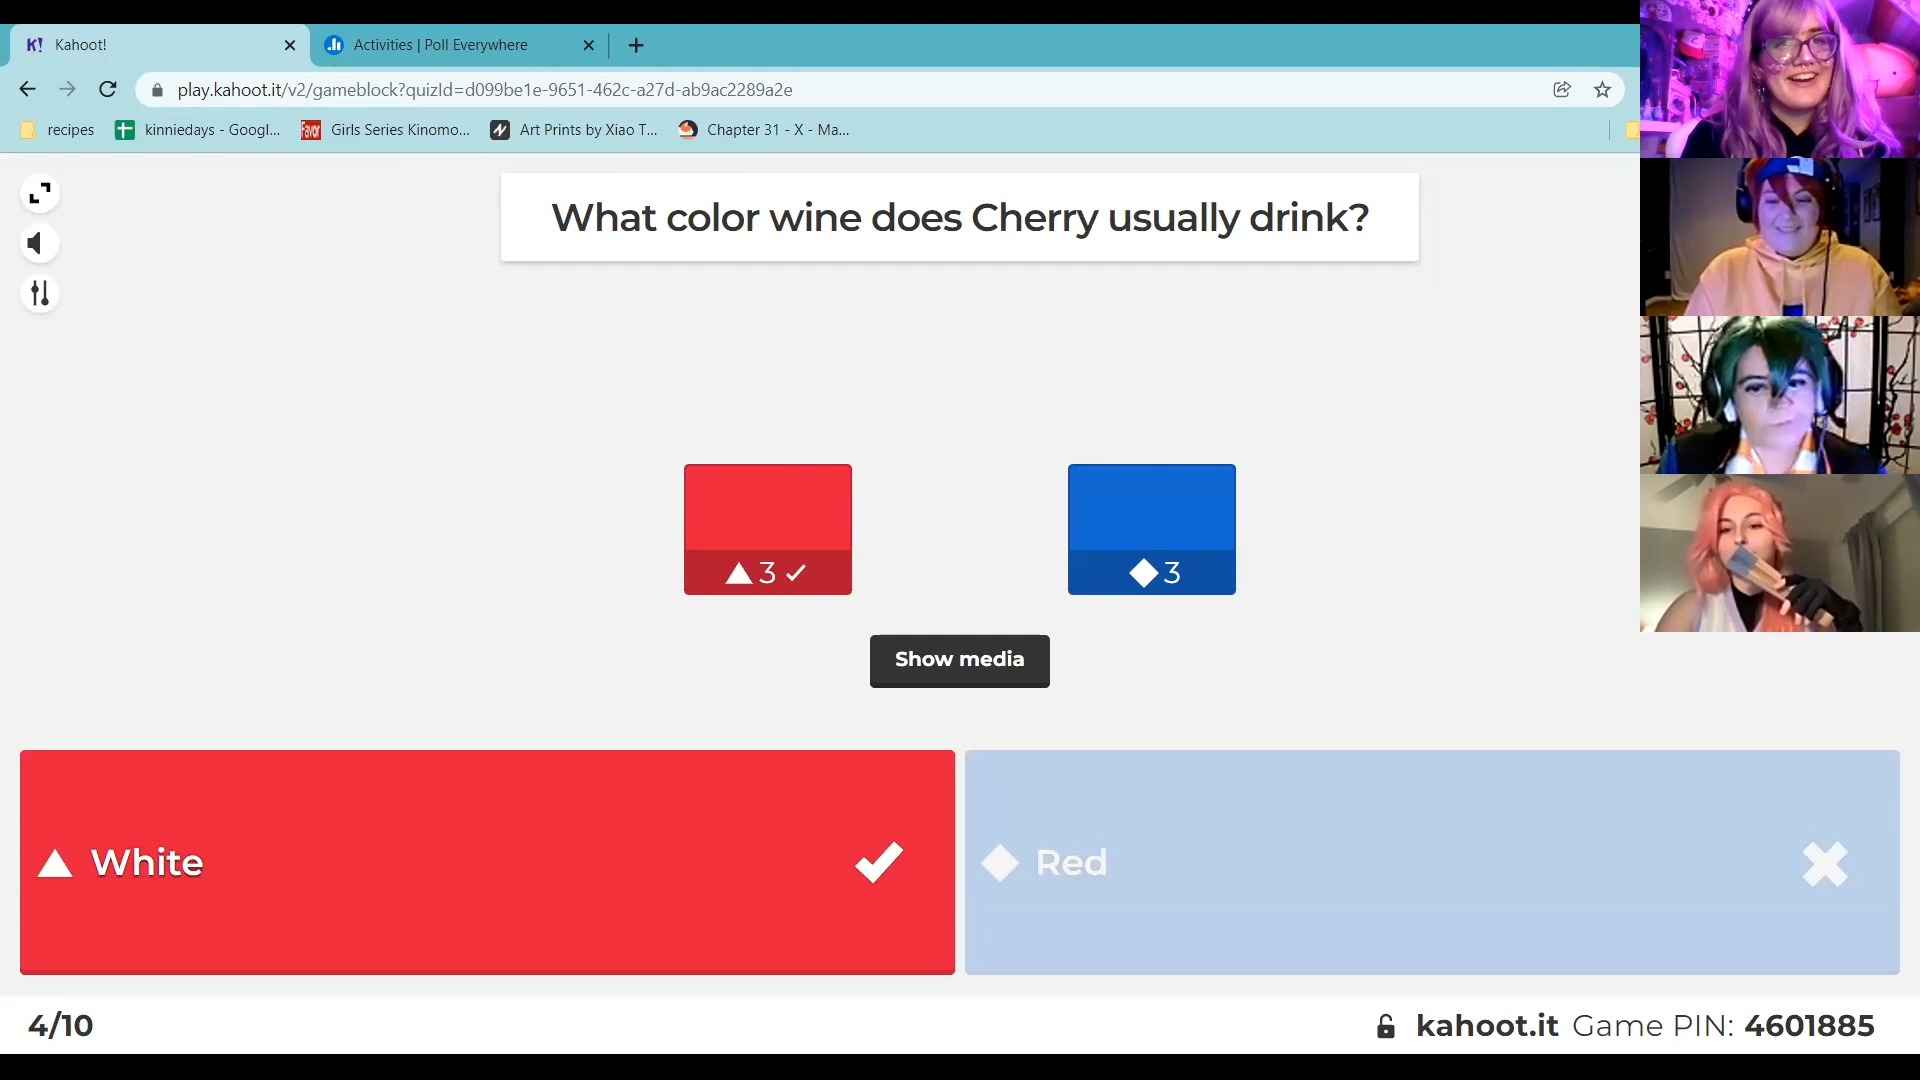 K! Kahoot!
Activities | Poll Everywhere
play.kahoot.it/v2/gameblock?quizId=d099be1e-9651-462c-a27d-ab9ac2289a2e
recipes
kinniedays - Googl...
Favor
Girls Series Kinomo...
Art Prints by Xiao T...
Chapter 31 - X - Ma...
What color wine does Cherry usually drink?
3
3
Show media
White
Red
4/10
kahoot.it Game PIN: 4601885